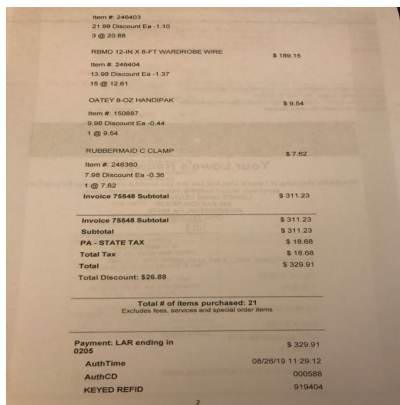 Item #: 246403
21.98 Discount Ea -1.10
3 @ 20.88
RBMD 12-IN X 8-FT WARDROBE WIRE $ 189.15
Item #: 246404
13.98 Discount Ea -1.37
15 @ 12.61
OATEY 8-OZ HANDIPAK $ 9.54
Item #: 150887
9.98 Discount Ea -0.44
1 @ 9.54
RUBBERMAID C CLAMP $ 7.62
Item #: 246360
7.98 Discount Ea -0.36
1 @ 7.62
Invoice 75548 Subtotal $ 311.23
Invoice 75548 Subtotal $ 311.23
Subtotal $ 311.23
PA - STATE TAX $ 18.68
Total Tax $ 18.68
Total $ 329.91
Total Discount: $26.88
Total # of items purchased: 21
Excludes fees, services and special order items
Payment: LAR ending in $ 329.91
0205
AuthTime 08/26/19 11:29:12
AuthCD 000588
KEYED REFID 919404
2